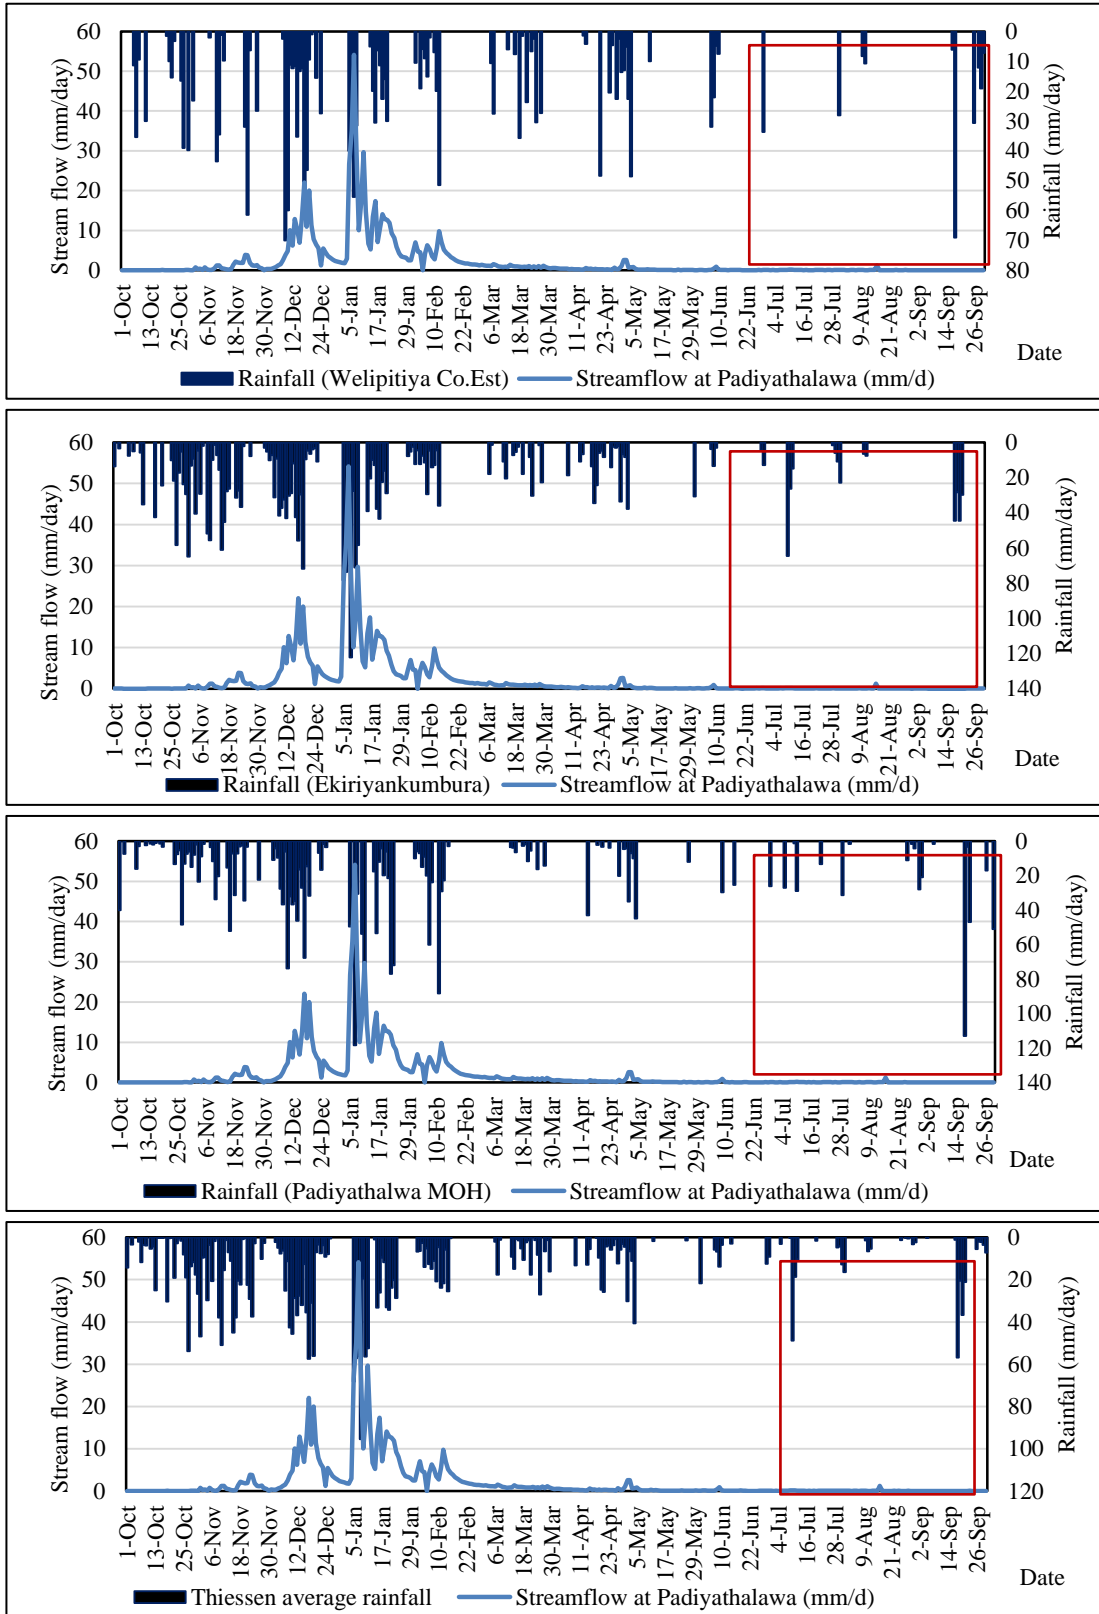 60
50
40
30
20
10
0
Stream flow (mm/day)
0
10
20
30
40
50
60
70
80
Rainfall (mm/day)
1-Oct
13-Oct
25-Oct
6-Nov
18-Nov
30-Nov
12-Dec
24-Dec
5-Jan
17-Jan
29-Jan
10-Feb
22-Feb
6-Mar
18-Mar
30-Mar
11-Apr
23-Apr
5-May
17-May
29-May
10-Jun
22-Jun
4-Jul
16-Jul
28-Jul
9-Aug
21-Aug
2-Sep
14-Sep
26-Sep
Date
Rainfall (Welipitiya Co.Est) Streamflow at Padiyathalawa (mm/d)
60
50
40
30
20
10
0
Stream flow (mm/day)
0
20
40
60
80
100
120
140
Rainfall (mm/day)
1-Oct
13-Oct
25-Oct
6-Nov
18-Nov
30-Nov
12-Dec
24-Dec
5-Jan
17-Jan
29-Jan
10-Feb
22-Feb
6-Mar
18-Mar
30-Mar
11-Apr
23-Apr
5-May
17-May
29-May
10-Jun
22-Jun
4-Jul
16-Jul
28-Jul
9-Aug
21-Aug
2-Sep
14-Sep
26-Sep
Date
Rainfall (Ekiriyankumbura) Streamflow at Padiyathalawa (mm/d)
60
50
40
30
20
10
0
Stream flow (mm/day)
0
20
40
60
80
100
120
140
Rainfall (mm/day)
1-Oct
13-Oct
25-Oct
6-Nov
18-Nov
30-Nov
12-Dec
24-Dec
5-Jan
17-Jan
29-Jan
10-Feb
22-Feb
6-Mar
18-Mar
30-Mar
11-Apr
23-Apr
5-May
17-May
29-May
10-Jun
22-Jun
4-Jul
16-Jul
28-Jul
9-Aug
21-Aug
2-Sep
14-Sep
26-Sep
Date
Rainfall (Padiyathalwa MOH) Streamflow at Padiyathalawa (mm/d)
60
50
40
30
20
10
0
Stream flow (mm/day)
0
20
40
60
80
100
120
Rainfall (mm/day)
1-Oct
13-Oct
25-Oct
6-Nov
18-Nov
30-Nov
12-Dec
24-Dec
5-Jan
17-Jan
29-Jan
10-Feb
22-Feb
6-Mar
18-Mar
30-Mar
11-Apr
23-Apr
5-May
17-May
29-May
10-Jun
22-Jun
4-Jul
16-Jul
28-Jul
9-Aug
21-Aug
2-Sep
14-Sep
26-Sep
Date
Thiessen average rainfall Streamflow at Padiyathalawa (mm/d)